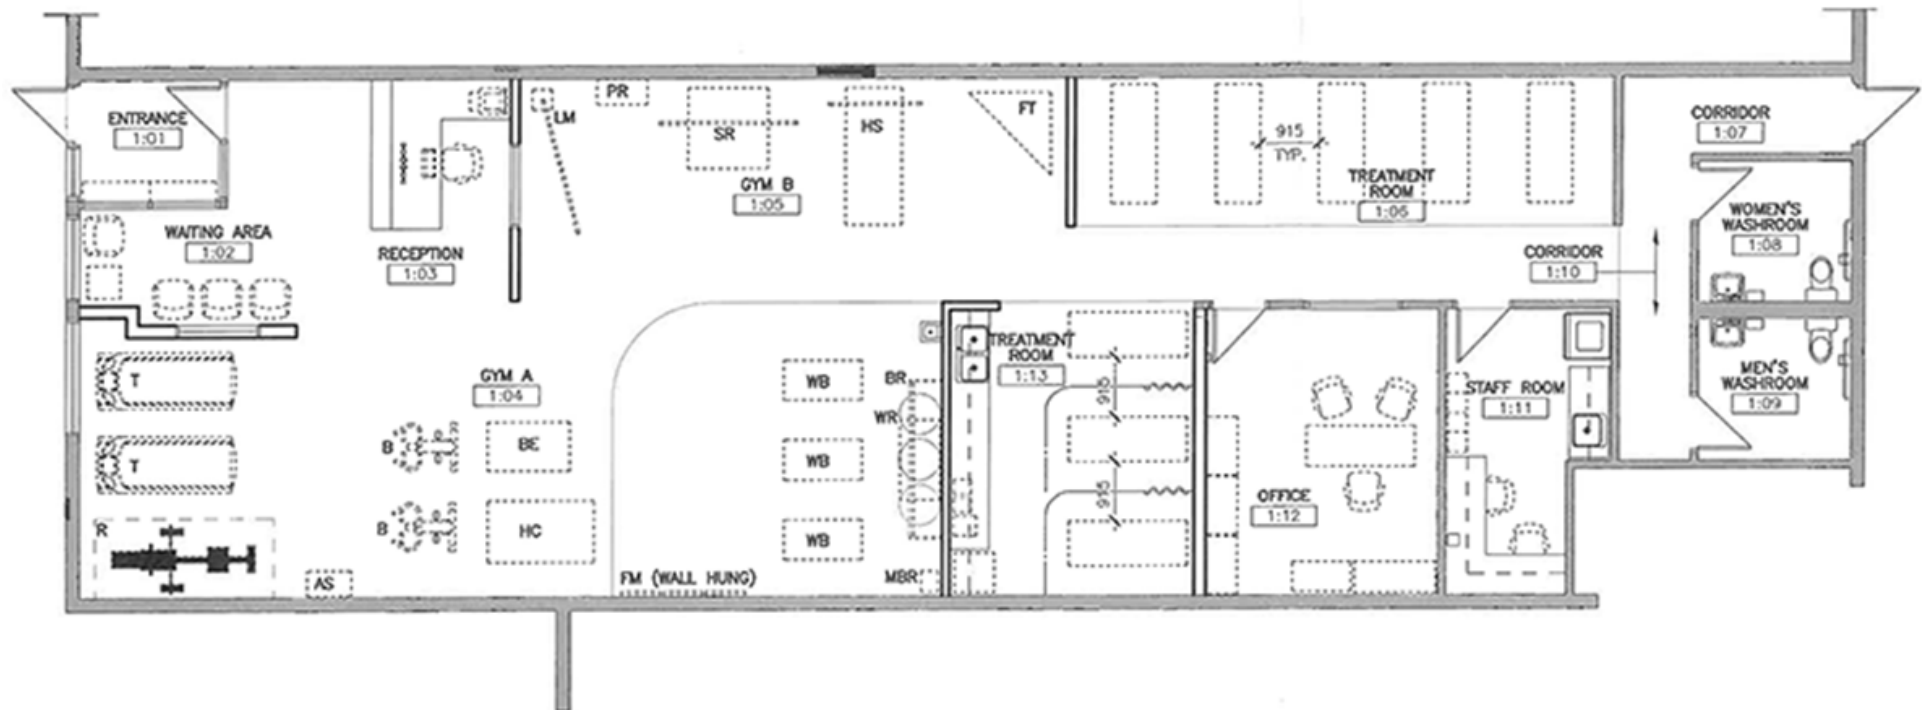 ENTRANCE
1:01
WAITING AREA
1:02
RECEPTION
1:03
LM
PR
SR
HS
FT
GYM B
1:05
915
TYP.
TREATMENT
ROOM
1:06
CORRIDOR
1:07
WOMEN'S
WASHROOM
1:08
CORRIDOR
1:10
MEN'S
WASHROOM
1:09
T
T
R
AS
GYM A
1:04
B
B
BE
HC
FM (WALL HUNG)
WB
WB
WB
BR
WR
MBR
TREATMENT
ROOM
1:13
915
915
OFFICE
1:12
STAFF ROOM
1:11